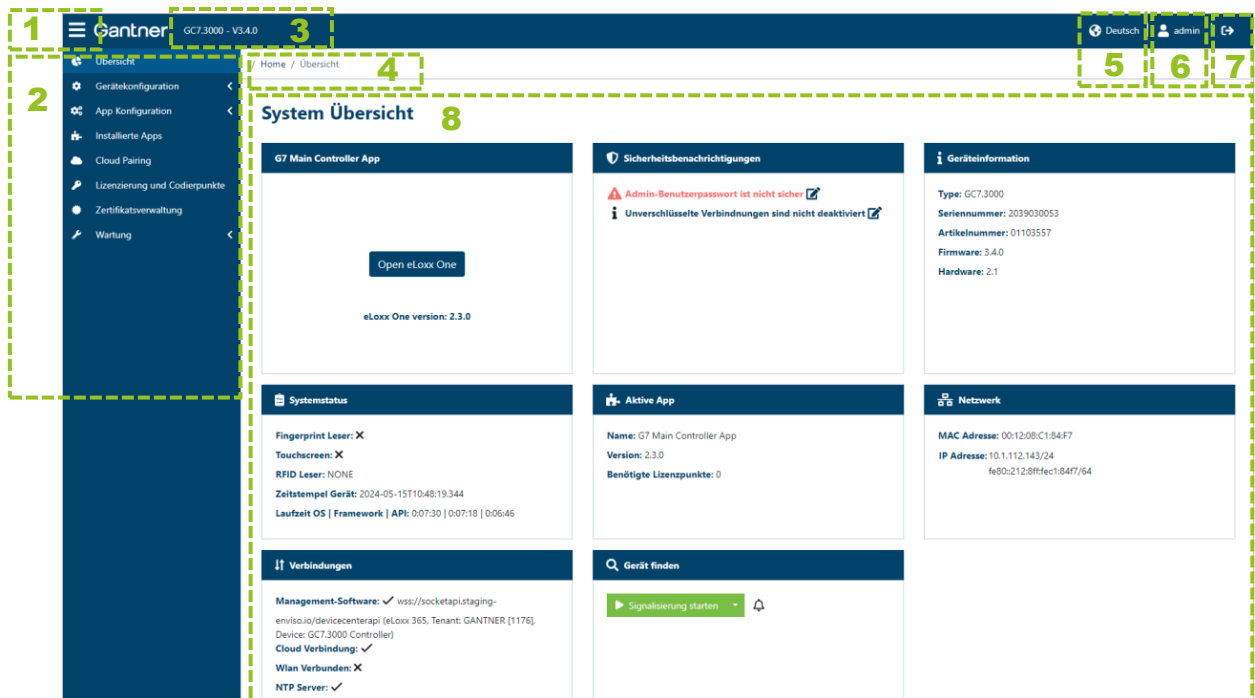 1
Gantner
GC7.3000 - V3.4.0
3
Deutsch
5
admin
6
7
2
Übersicht
Gerätekonfiguration
App Konfiguration
Installierte Apps
Cloud Pairing
Lizenzierung und Codierpunkte
Zertifikatsverwaltung
Wartung
/ Home / Übersicht
4
System Übersicht
8
G7 Main Controller App
Open eLoxx One
eLoxx One version: 2.3.0
Sicherheitsbenachrichtigungen
Admin-Benutzerpasswort ist nicht sicher
Unverschlüsselte Verbindnungen sind nicht deaktiviert
Geräteinformation
Type: GC7.3000
Seriennummer: 2039030053
Artikelnummer: 01103557
Firmware: 3.4.0
Hardware: 2.1
Systemstatus
Fingerprint Leser:
Touchscreen:
RFID Leser: NONE
Zeitstempel Gerät: 2024-05-15T10:48:19.344
Laufzeit OS | Framework | API: 0:07:30 | 0:07:18 | 0:06:46
Aktive App
Name: G7 Main Controller App
Version: 2.3.0
Benötigte Lizenzpunkte: 0
Netzwerk
MAC Adresse: 00:12:08:C1:84:F7
IP Adresse: 10.1.112.143/24
fe80::212:8ff:fec1:84f7/64
Verbindungen
Management-Software: wss://socketapi.staging-
enviso.io/devicecenterapi (eLoxx 365, Tenant: GANTNER [1176],
Device: GC7.3000 Controller)
Cloud Verbindung:
Wlan Verbunden:
NTP Server:
Gerät finden
Signalisierung starten